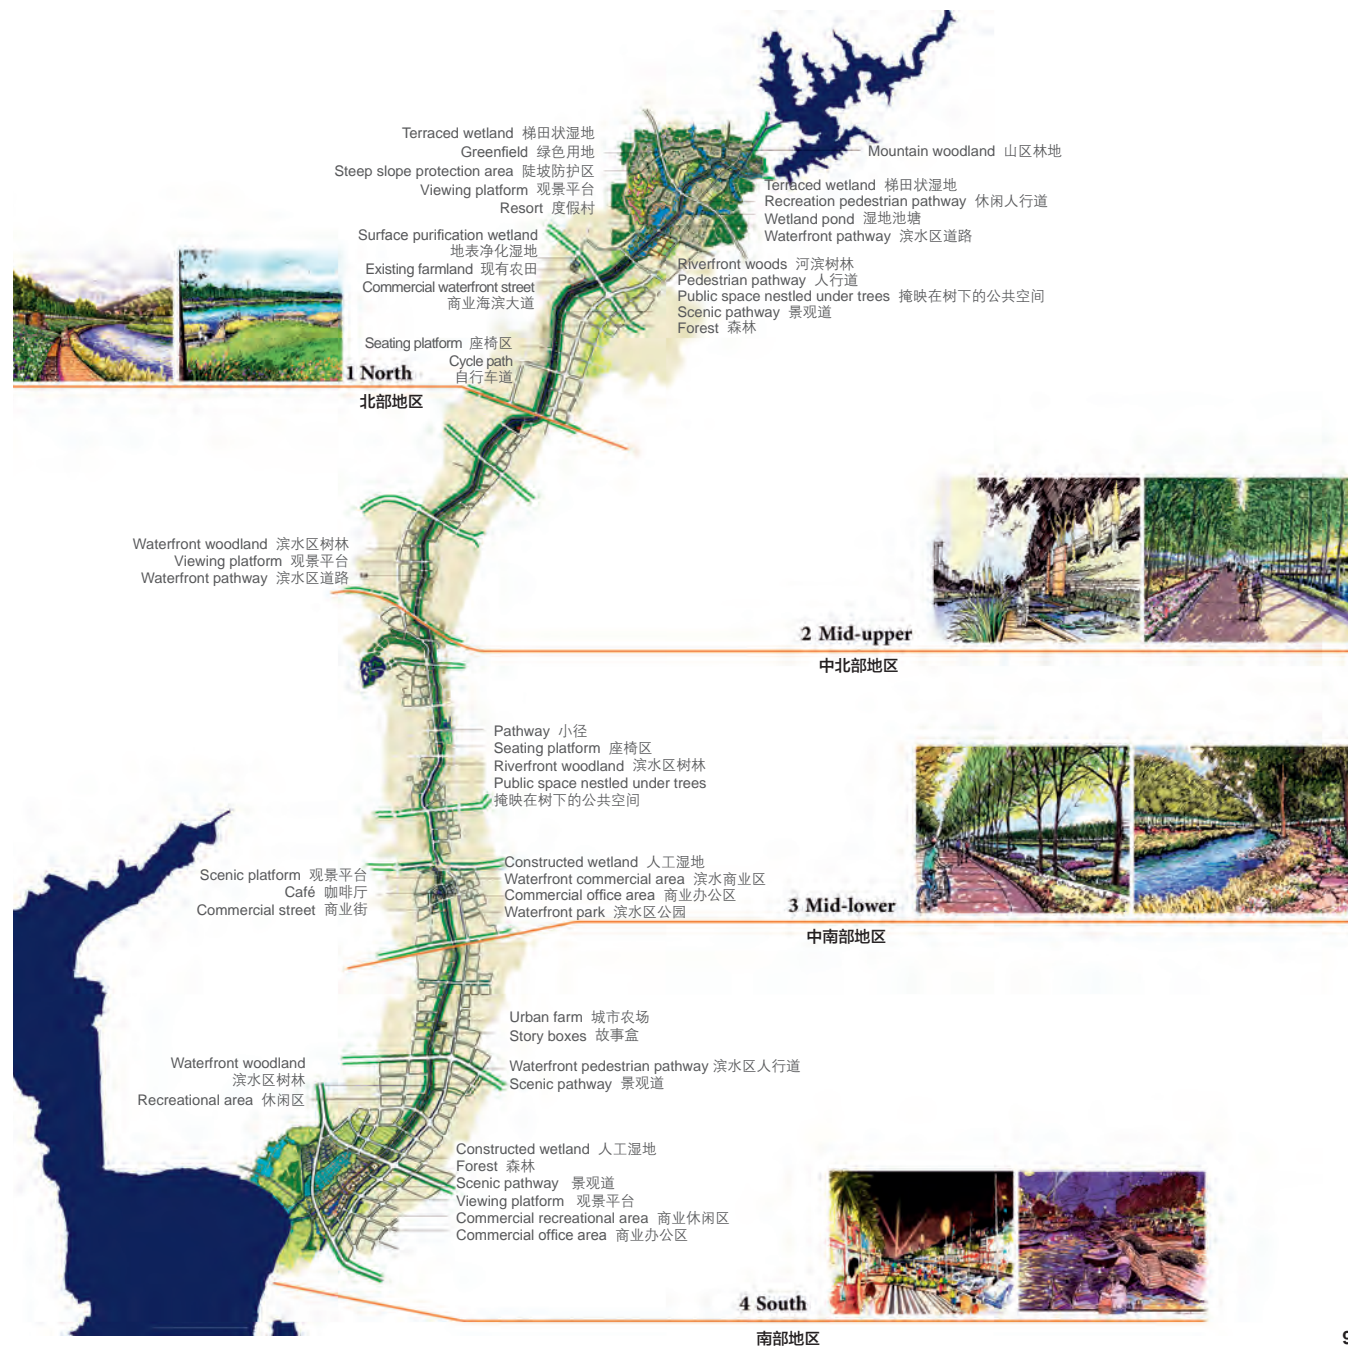 Terraced wetland 梯田状湿地
Greenfield 绿色用地
Steep slope protection area 陡坡防护区
Viewing platform 观景平台
Resort 度假村
Mountain woodland 山区林地
Terraced wetland 梯田状湿地
Recreation pedestrian pathway 休闲人行道
Wetland pond 湿地池塘
Waterfront pathway 滨水区道路
Surface purification wetland
地表净化湿地
Existing farmland 现有农田
Commercial waterfront street
商业海滨大道
Riverfront woods 河滨树林
Pedestrian pathway 人行道
Public space nestled under trees 掩映在树下的公共空间
Scenic pathway 景观道
Forest 森林
Seating platform 座椅区
Cycle path
自行车道
1 North
北部地区
Waterfront woodland 滨水区树林
Viewing platform 观景平台
Waterfront pathway 滨水区道路
2 Mid-upper
中北部地区
Pathway 小径
Seating platform 座椅区
Riverfront woodland 滨水区树林
Public space nestled under trees
掩映在树下的公共空间
Scenic platform 观景平台
Café 咖啡厅
Commercial street 商业街
Constructed wetland 人工湿地
Waterfront commercial area 滨水商业区
Commercial office area 商业办公区
Waterfront park 滨水区公园
3 Mid-lower
中南部地区
Urban farm 城市农场
Story boxes 故事盒
Waterfront woodland
滨水区树林
Recreational area 休闲区
Waterfront pedestrian pathway 滨水区人行道
Scenic pathway 景观道
Constructed wetland 人工湿地
Forest 森林
Scenic pathway 景观道
Viewing platform 观景平台
Commercial recreational area 商业休闲区
Commercial office area 商业办公区
4 South
南部地区
9